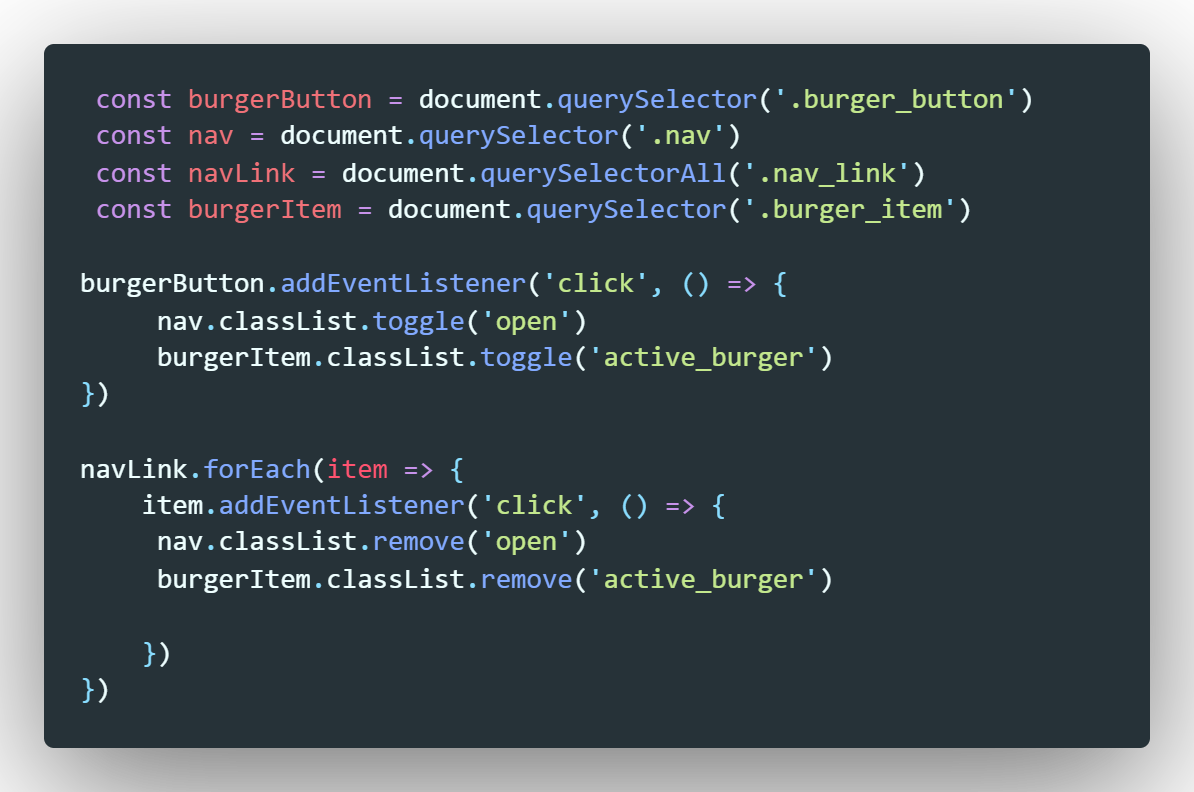 const burgerButton = document.querySelector('.burger_button')
const nav = document.querySelector('.nav')
const navLink = document.querySelectorAll('.nav_link')
const burgerItem = document.querySelector('.burger_item')
burgerButton.addEventListener('click', () => {
nav.classList.toggle('open')
burgerItem.classList.toggle('active_burger')
})
navLink.forEach(item => {
item.addEventListener('click', () => {
nav.classList.remove('open')
burgerItem.classList.remove('active_burger')
})
})